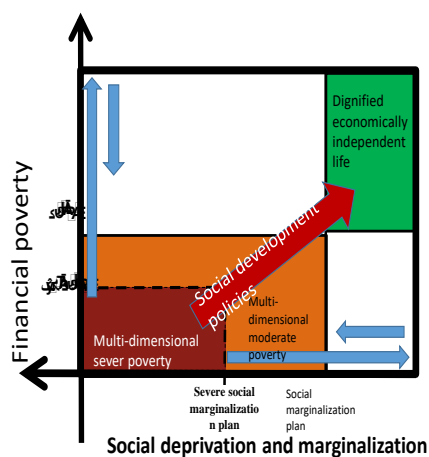 Dignified
economically
independent
life
Financial poverty
Social development
policies
Multi-dimensional
sever poverty
Multi-
dimensional
moderate
poverty
Severe social
marginalizatio
n plan
Social
marginalization
plan
Social deprivation and marginalization